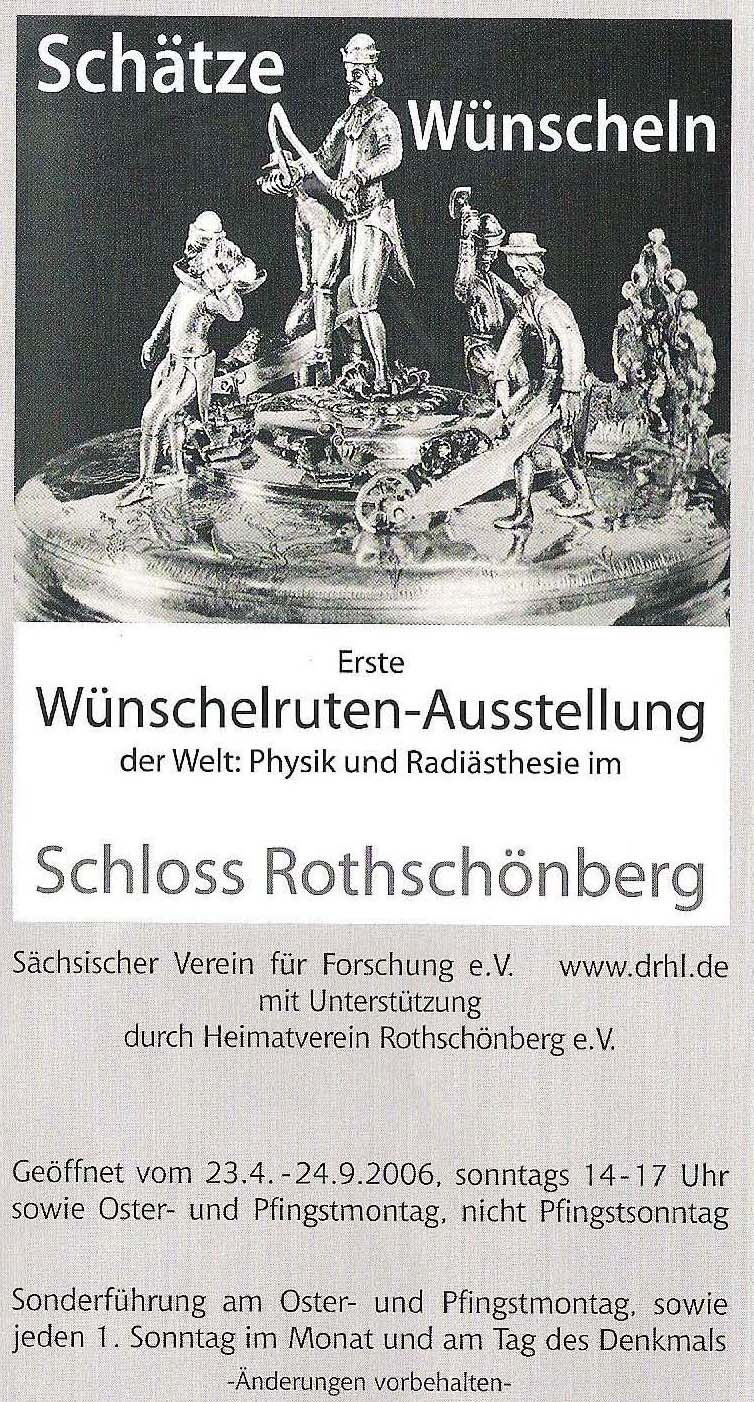 Schätze
Wünscheln
Erste
Wünschelruten-Ausstellung
der Welt: Physik und Radiästhesie im
Schloss Rothschönberg
Sächsischer Verein für Forschung e.V. www.drhl.de
mit Unterstützung
durch Heimatverein Rothschönberg e.V.
Geöffnet vom 23.4.-24.9.2006, sonntags 14-17 Uhr
sowie Oster- und Pfingstmontag, nicht Pfingstsonntag
Sonderführung am Oster- und Pfingstmontag, sowie
jeden 1. Sonntag im Monat und am Tag des Denkmals
-Änderungen vorbehalten-